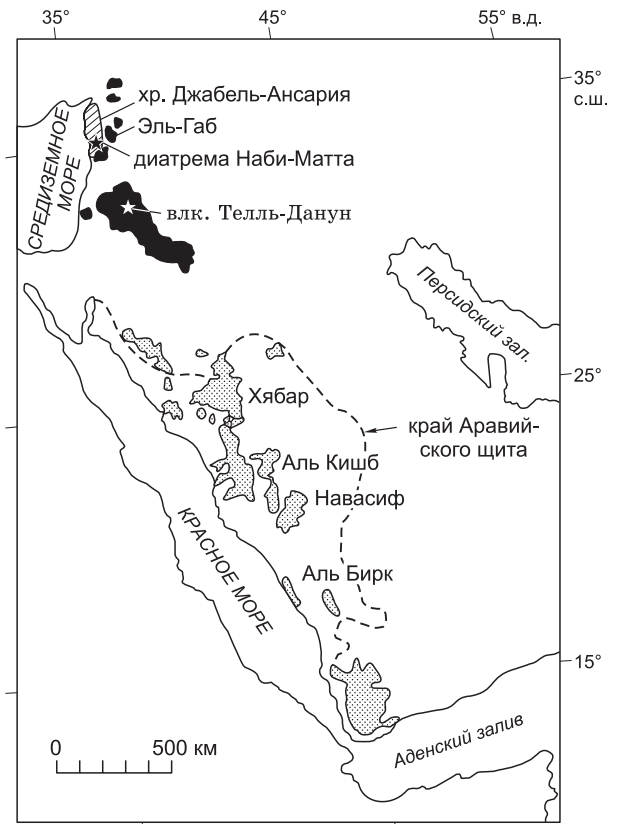 35°
45°
55° в.д.
35°
с.ш.
хр. Джабель-Ансария
Эль-Габ
диатрема Наби-Матта
СРЕДИЗЕМНОЕ
МОРЕ
влк. Телль-Данун
Персидский зал.
25°
Хябар
край Аравий-
ского щита
Аль Кишб
Навасиф
КРАСНОЕ МОРЕ
Аль Бирк
15°
0
500 км
Аденский залив